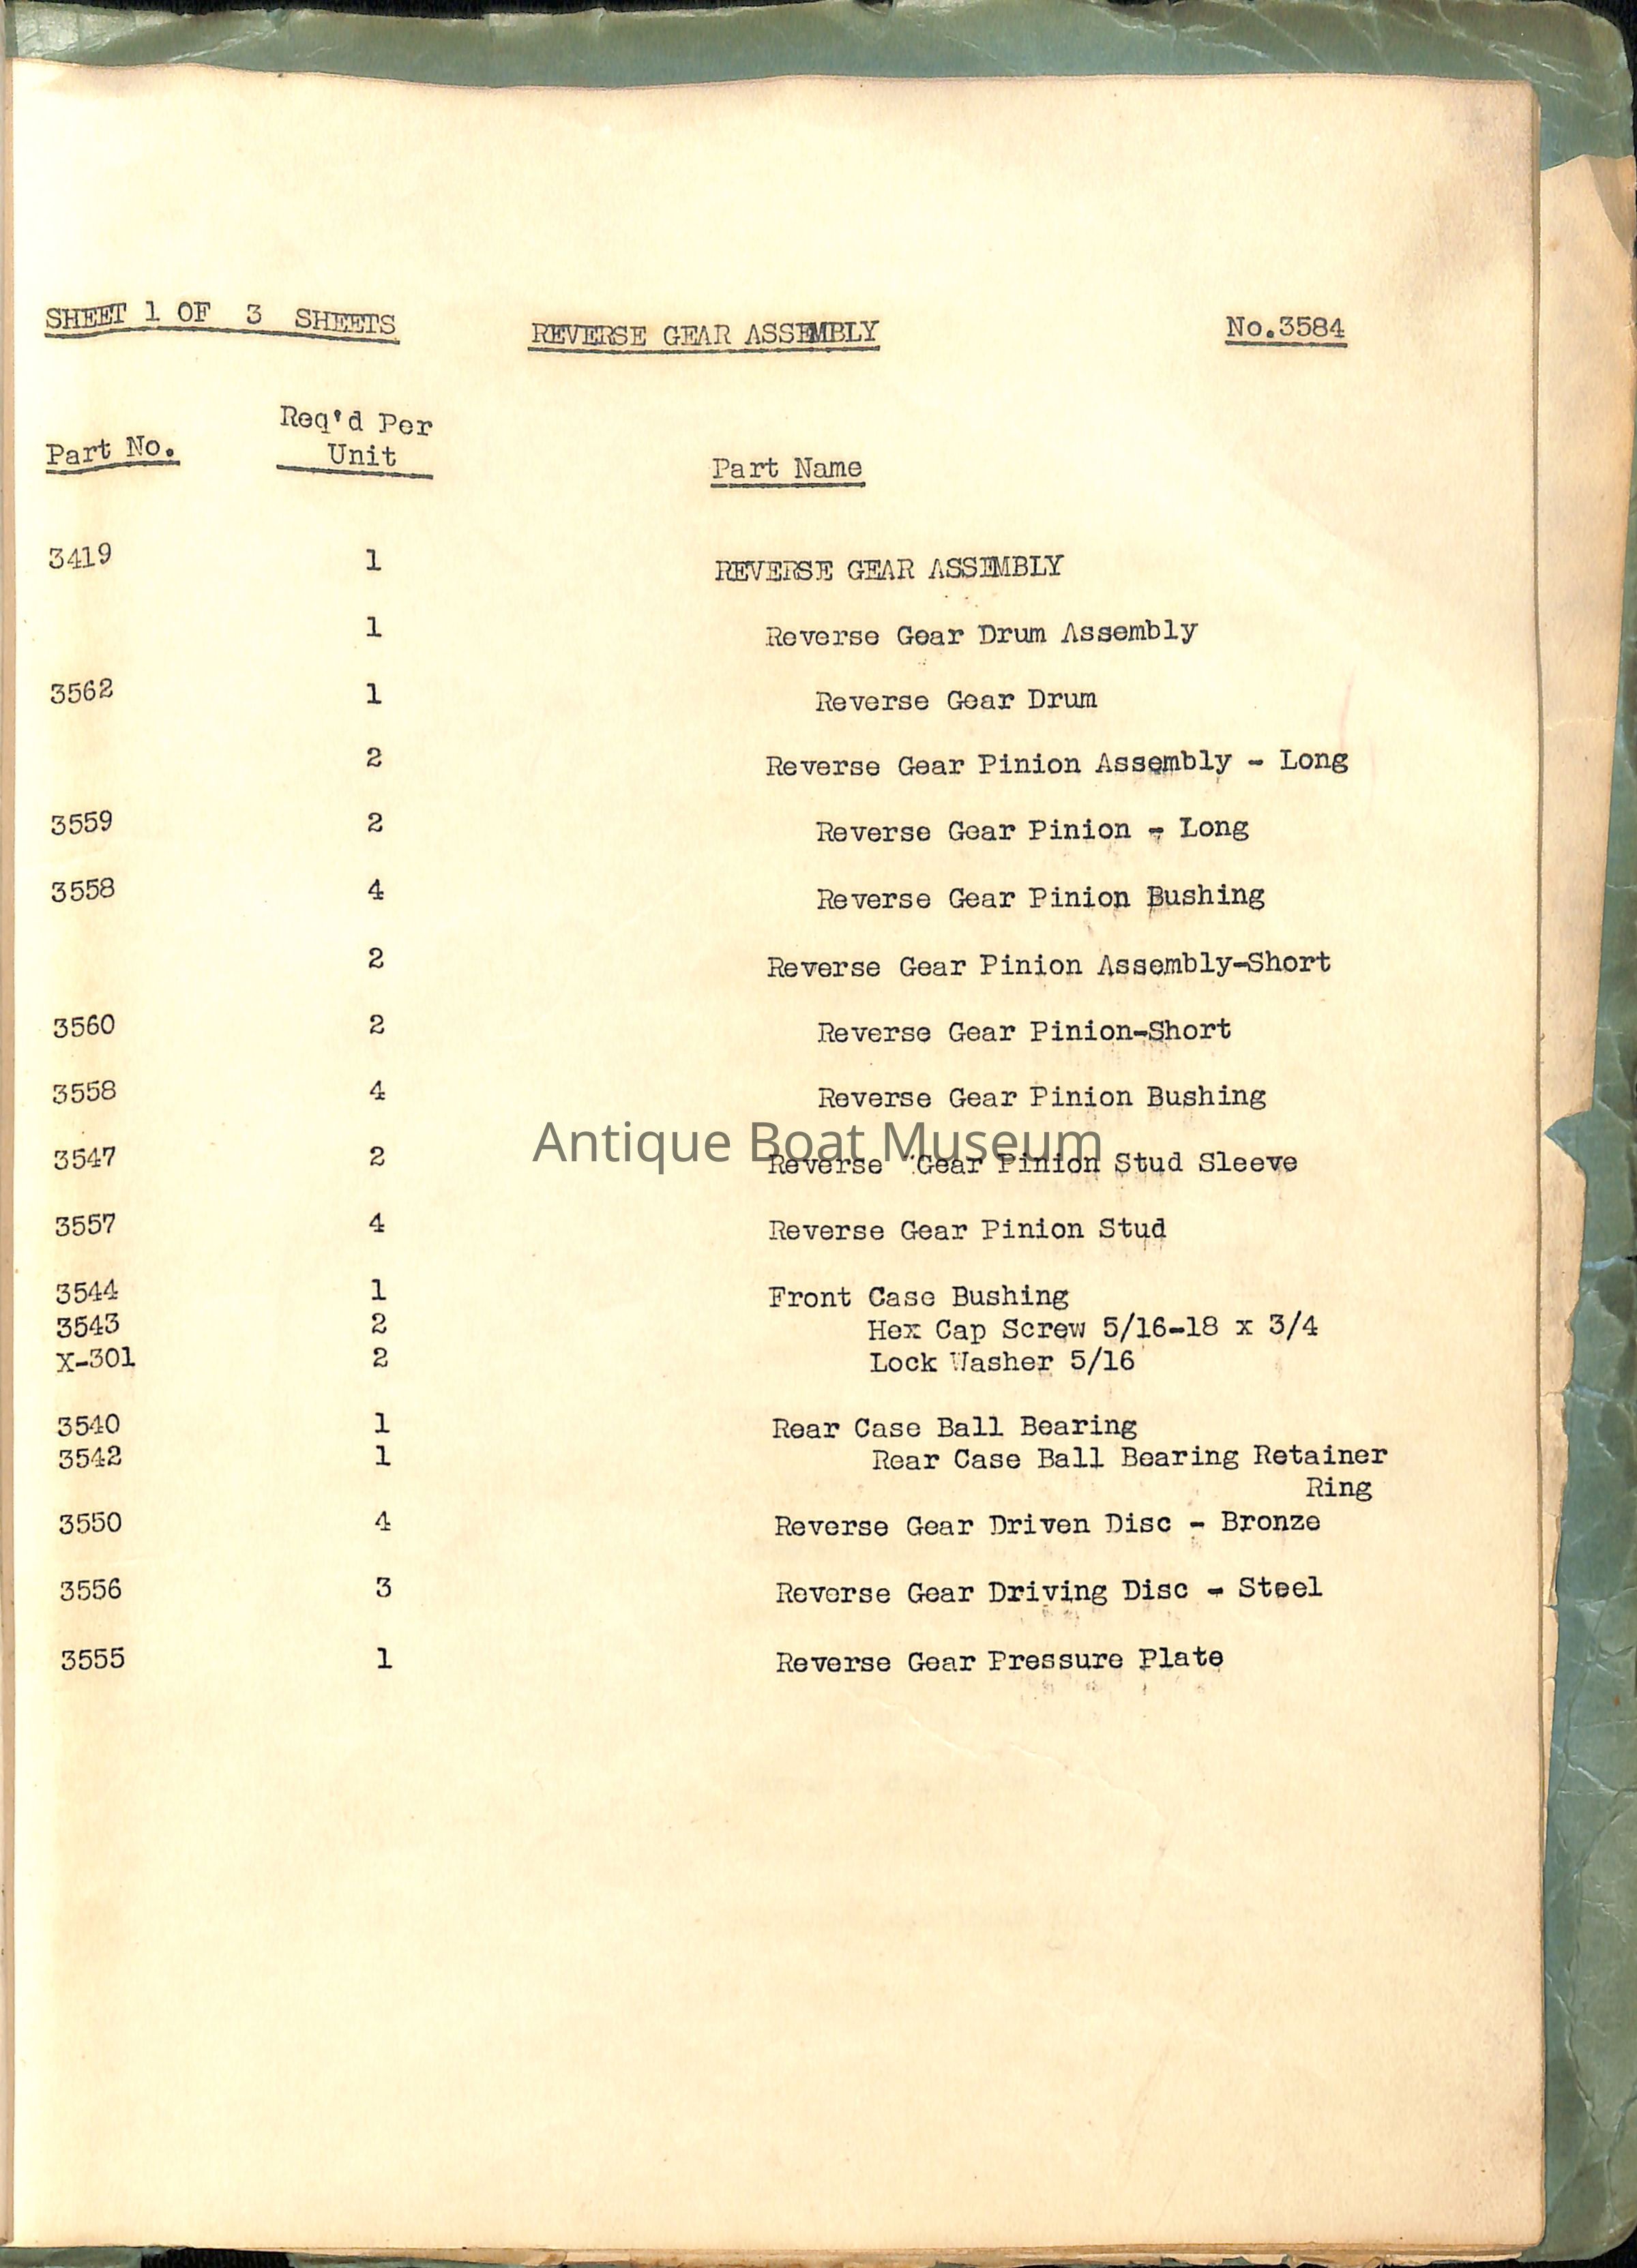 SHEET 1 OF 3 SHEETS REVERSE GEAR ASSEMBLY No.3584
Req'd Per
Part No. Unit Part Name
3419 1 REVERSE GEAR ASSEMBLY
1 Reverse Gear Drum Assembly
3562 1 Reverse Gear Drum
2 Reverse Gear Pinion Assembly - Long
3559 2 Reverse Gear Pinion - Long
3558 4 Reverse Gear Pinion Bushing
2 Reverse Gear Pinion Assembly-Short
3560 2 Reverse Gear Pinion-Short
3558 4 Reverse Gear Pinion Bushing
Antique Boat Museum
3547 2 Reverse Gear Pinion Stud Sleeve
3557 4 Reverse Gear Pinion Stud
3544 1 Front Case Bushing
3543 2 Hex Cap Screw 5/16-18 x 3/4
X-301 2 Lock Washer 5/16
3540 1 Rear Case Ball Bearing
3542 1 Rear Case Ball Bearing Retainer
Ring
3550 4 Reverse Gear Driven Disc - Bronze
3556 3 Reverse Gear Driving Disc - Steel
3555 1 Reverse Gear Pressure Plate